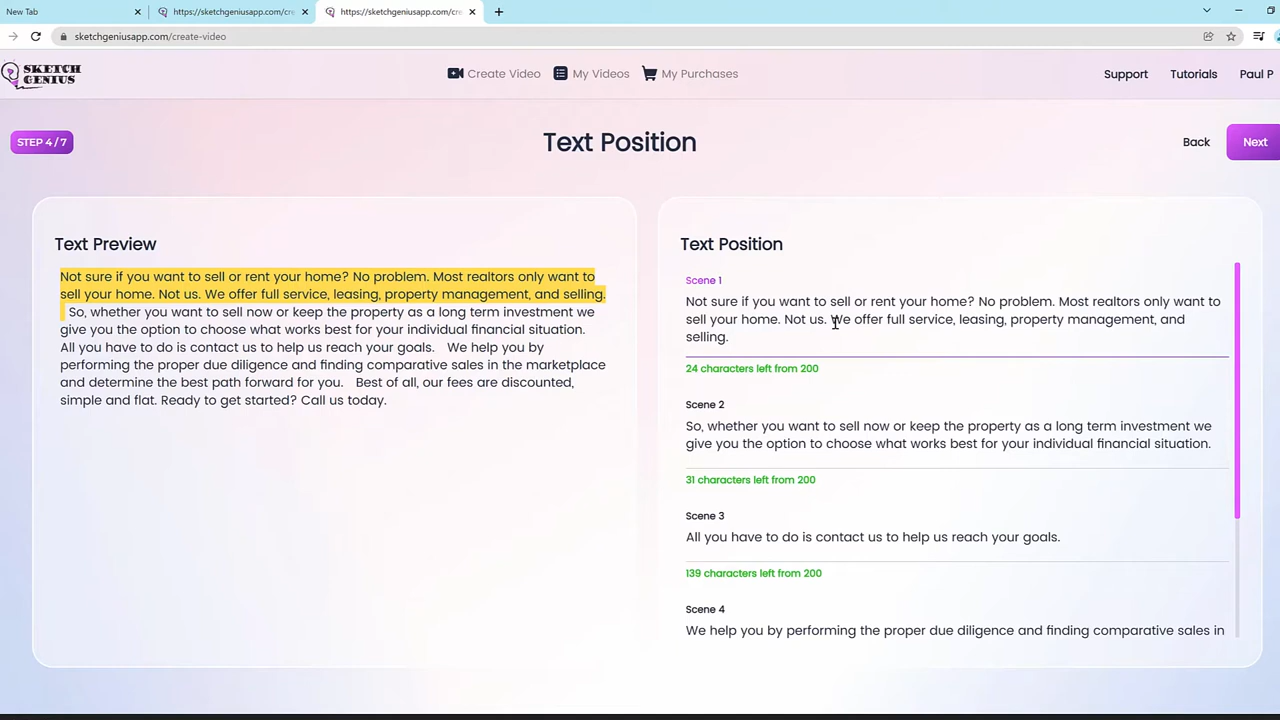 New Tab
https://sketchgeniusapp.com/cre
https://sketchgeniusapp.com/cre
sketchgeniusapp.com/create-video
SKETCH
GENIUS
Create Video
My Videos
My Purchases
Support
Tutorials
Paul P
STEP 4 / 7
Text Position
Back
Next
Text Preview
Not sure if you want to sell or rent your home? No problem. Most realtors only want to
sell your home. Not us. We offer full service, leasing, property management, and selling.
So, whether you want to sell now or keep the property as a long term investment we
give you the option to choose what works best for your individual financial situation.
All you have to do is contact us to help us reach your goals. We help you by
performing the proper due diligence and finding comparative sales in the marketplace
and determine the best path forward for you. Best of all, our fees are discounted,
simple and flat. Ready to get started? Call us today.
Text Position
Scene 1
Not sure if you want to sell or rent your home? No problem. Most realtors only want to
sell your home. Not us. We offer full service, leasing, property management, and
selling.
24 characters left from 200
Scene 2
So, whether you want to sell now or keep the property as a long term investment we
give you the option to choose what works best for your individual financial situation.
31 characters left from 200
Scene 3
All you have to do is contact us to help us reach your goals.
139 characters left from 200
Scene 4
We help you by performing the proper due diligence and finding comparative sales in